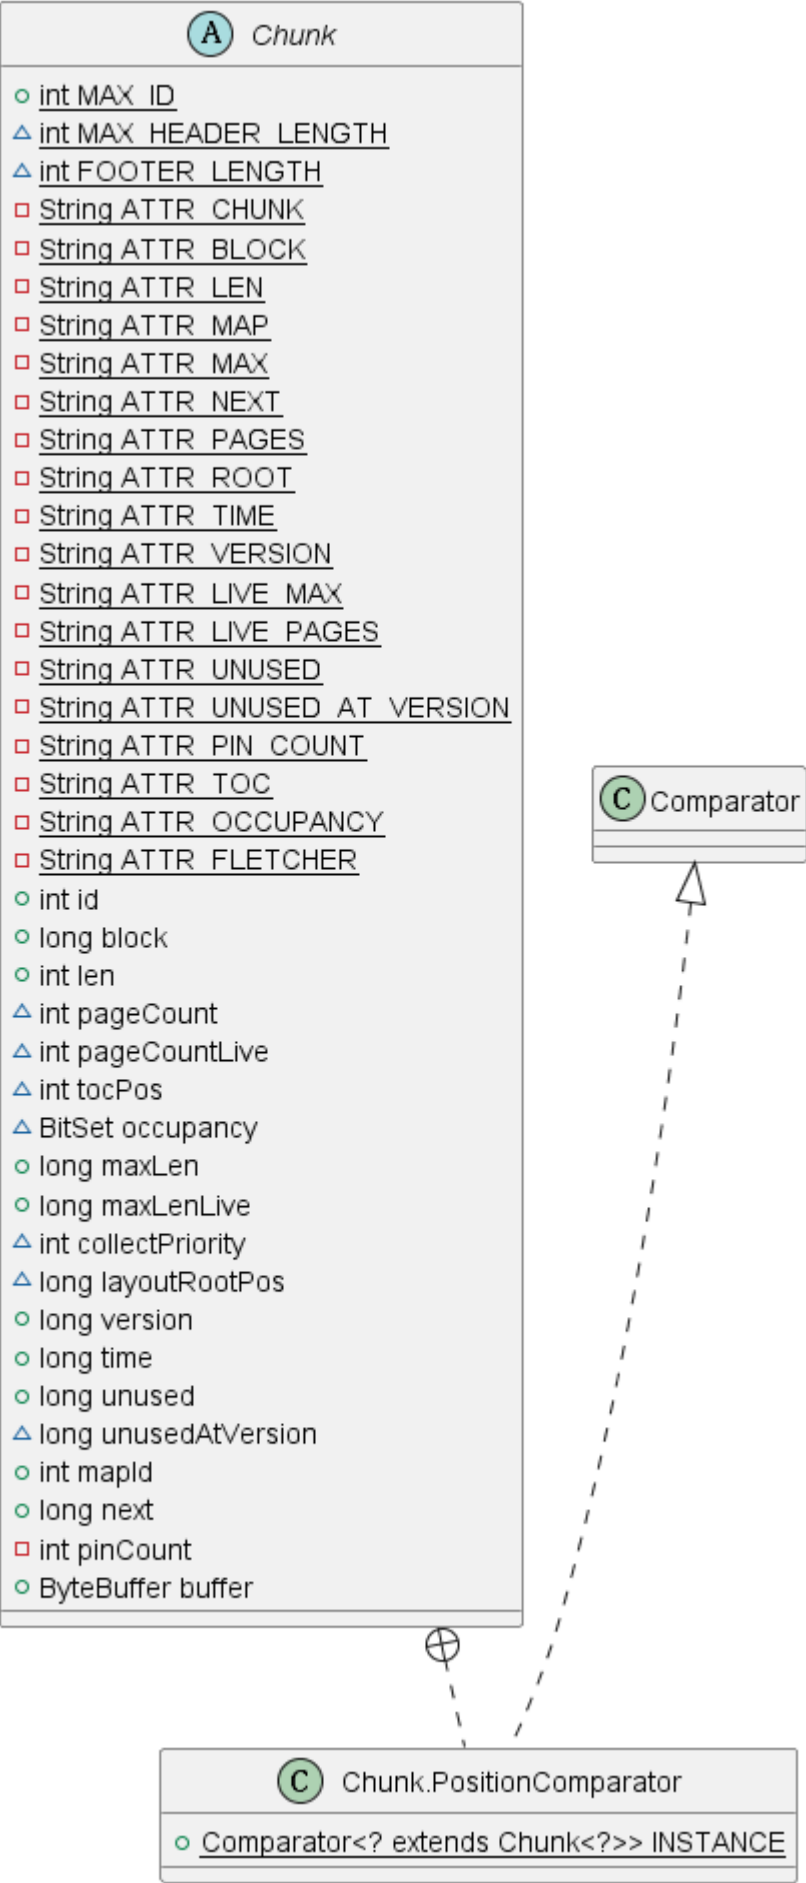 A Chunk
int MAX_ID
int MAX_HEADER_LENGTH
int FOOTER_LENGTH
String ATTR_CHUNK
String ATTR_BLOCK
String ATTR_LEN
String ATTR_MAP
String ATTR_MAX
String ATTR_NEXT
String ATTR_PAGES
String ATTR_ROOT
String ATTR_TIME
String ATTR_VERSION
String ATTR_LIVE_MAX
String ATTR_LIVE_PAGES
String ATTR_UNUSED
String ATTR_UNUSED_AT_VERSION
String ATTR_PIN_COUNT
String ATTR_TOC
String ATTR_OCCUPANCY
String ATTR_FLETCHER
int id
long block
int len
int pageCount
int pageCountLive
int tocPos
BitSet occupancy
long maxLen
long maxLenLive
int collectPriority
long layoutRootPos
long version
long time
long unused
long unusedAtVersion
int mapId
long next
int pinCount
ByteBuffer buffer
C Comparator
C Chunk.PositionComparator
Comparator<? extends Chunk<?>> INSTANCE